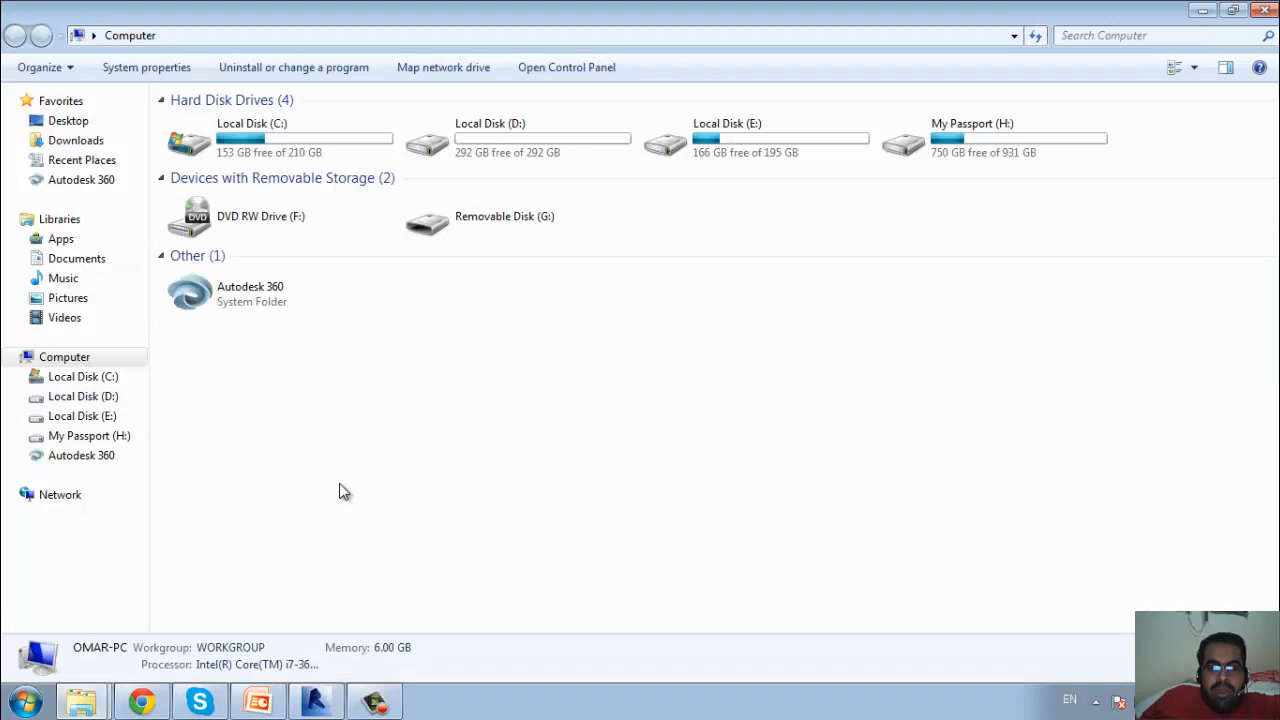 Computer
Search Computer
Organize
System properties
Uninstall or change a program
Map network drive
Open Control Panel
Favorites
Desktop
Downloads
Recent Places
Autodesk 360
Libraries
Apps
Documents
Music
Pictures
Videos
Computer
Local Disk (C:)
Local Disk (D:)
Local Disk (E:)
My Passport (H:)
Autodesk 360
Network
Hard Disk Drives (4)
Local Disk (C:)
153 GB free of 210 GB
Local Disk (D:)
292 GB free of 292 GB
Local Disk (E:)
166 GB free of 195 GB
My Passport (H:)
750 GB free of 931 GB
Devices with Removable Storage (2)
DVD
DVD RW Drive (F:)
Removable Disk (G:)
Other (1)
Autodesk 360
System Folder
OMAR-PC Workgroup: WORKGROUP Memory: 6.00 GB
Processor: Intel(R) Core(TM) i7-36...
EN